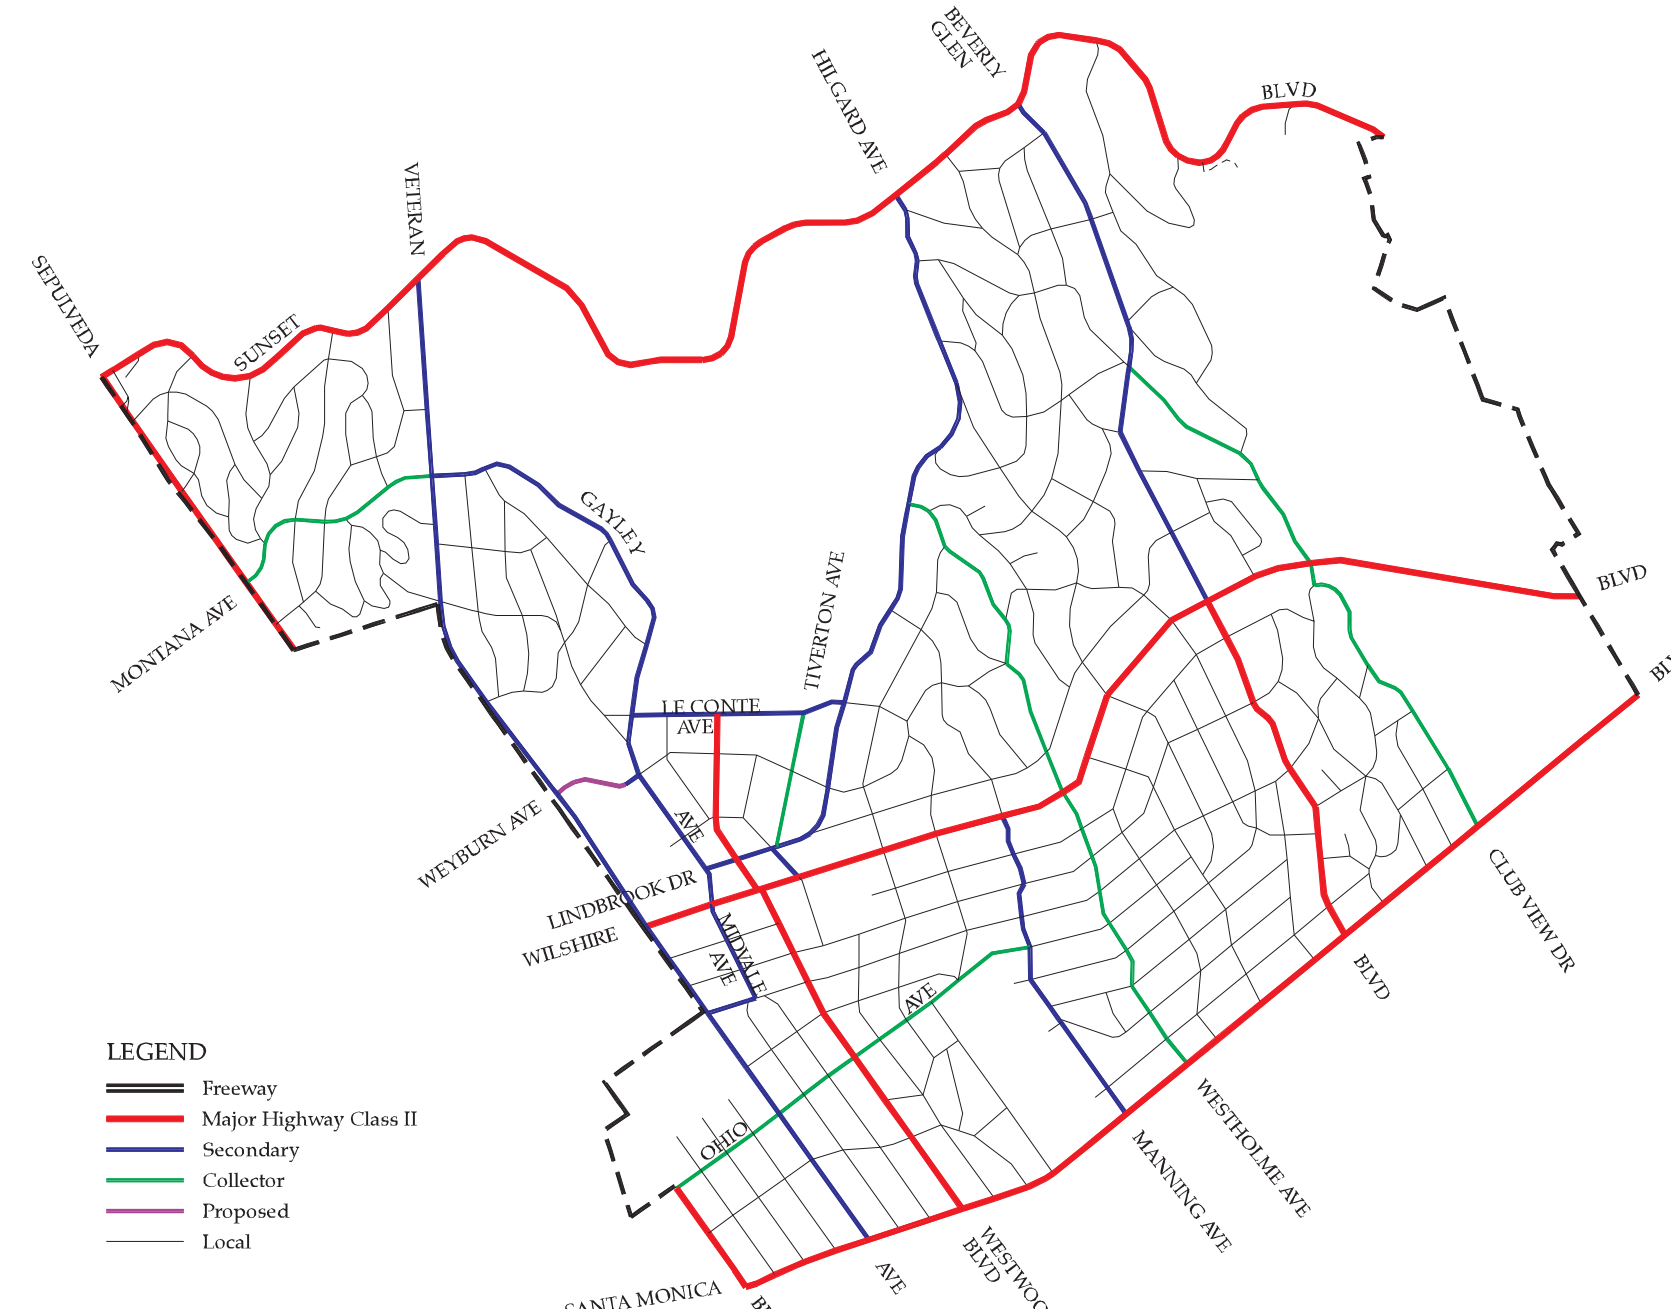 BEVERLY
GLEN
HILGARD AVE
BLVD
VETERAN
SEPULVEDA
SUNSET
GAYLEY
TIVERTON AVE
BLVD
MONTANA AVE
LE CONTE
AVE
WEYBURN AVE
AVE
LINDBROOK DR
WILSHIRE
MIDVALE
AVE
CLUB VIEW DR
BLVD
AVE
LEGEND
Freeway
Major Highway Class II
Secondary
Collector
Proposed
Local
OHIO
WESTHOLME AVE
MANNING AVE
WESTWOO
BLVD
AVE
SANTA MONICA